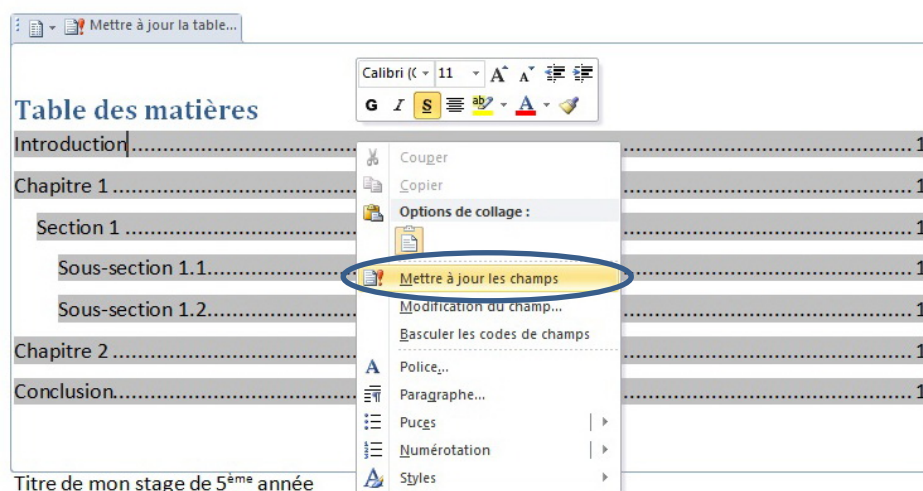 Mettre à jour la table...
Calibri (( 11 A A
G I S ab A
Table des matières
Introduction.......... 1
Couper
Chapitre 1.......... 1
Copier
Options de collage :
Section 1.......... 1
Sous-section 1.1.......... 1
Mettre à jour les champs
Sous-section 1.2.......... 1
Modification du champ...
Basculer les codes de champs
Chapitre 2.......... 1
Police...
Conclusion.......... 1
Paragraphe...
Puces
Numérotation
Styles
Titre de mon stage de 5ème année